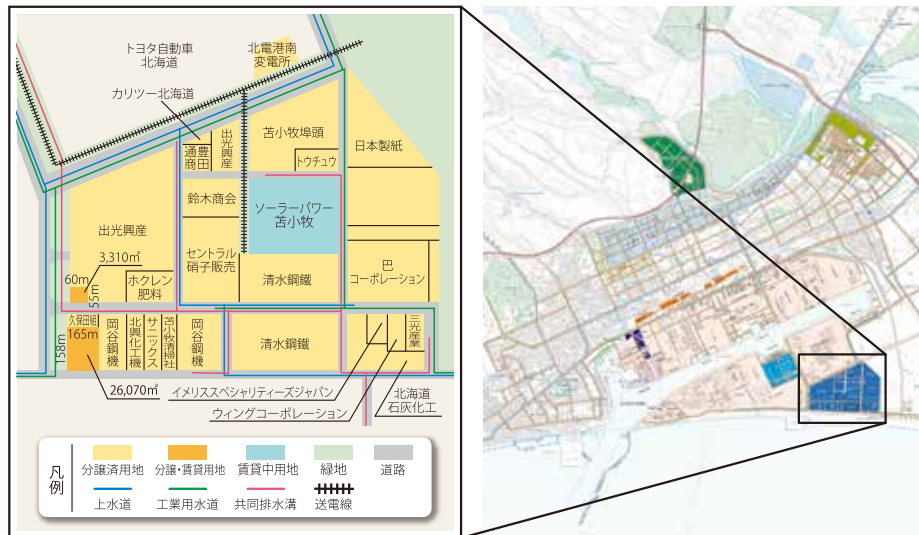 トヨタ自動車
北海道
北電港南
変電所
カリツー北海道
通豊
商田
出光興産
苫小牧埠頭
トウチュウ
日本製紙
鈴木商会
ソーラーパワー
苫小牧
出光興産
セントラル
硝子販売
清水鋼鐵
巴
コーポレーション
3,310㎡
60m
55m
ホクレン
肥料
久保田組
165m
158m
岡谷鋼機
北興化工機
サニックス
苫小牧清掃社
岡谷鋼機
清水鋼鐵
三光産業
26,070㎡
イメリススペシャリティーズジャパン
ウィングコーポレーション
北海道
石灰化工
凡例
分譲済用地
分譲・賃貸用地
賃貸中用地
緑地
道路
上水道
工業用水道
共同排水溝
送電線